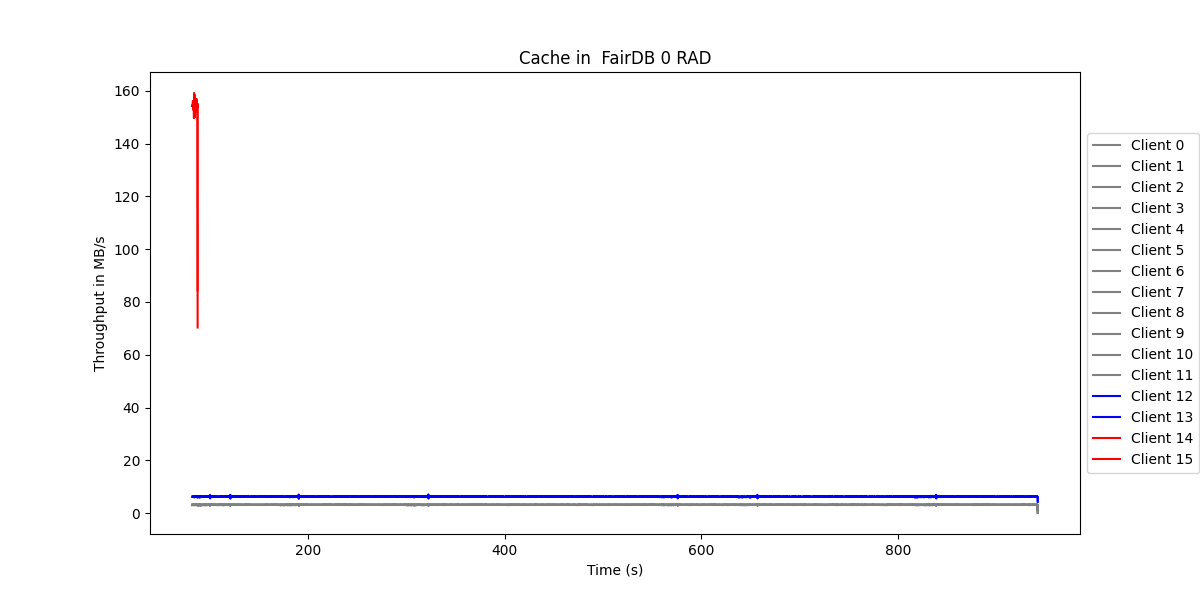 Cache in  FairDB 0 RAD
Throughput in MB/s
160
140
120
100
80
60
40
20
0
200
400
600
800
Time (s)
Client 0
Client 1
Client 2
Client 3
Client 4
Client 5
Client 6
Client 7
Client 8
Client 9
Client 10
Client 11
Client 12
Client 13
Client 14
Client 15